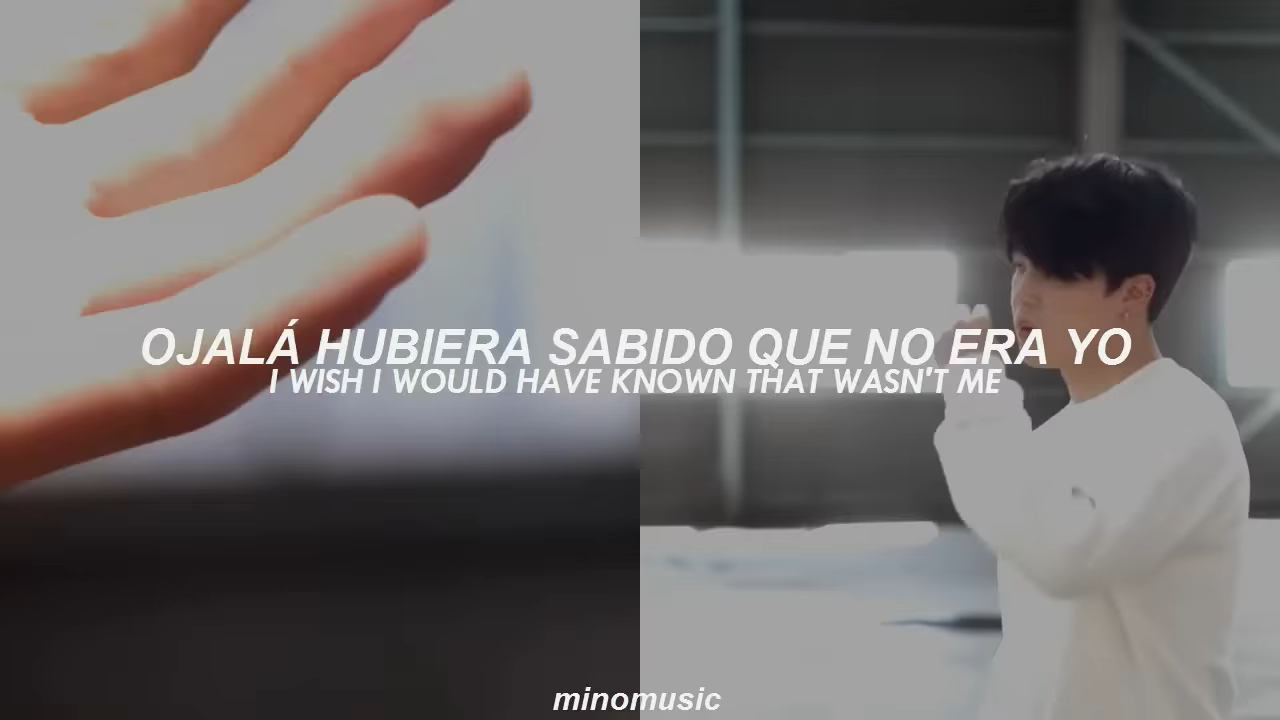 OJALÁ HUBIERA SABIDO QUE NO ERA YO
I WISH I WOULD HAVE KNOWN THAT WASN'T ME
minomusic